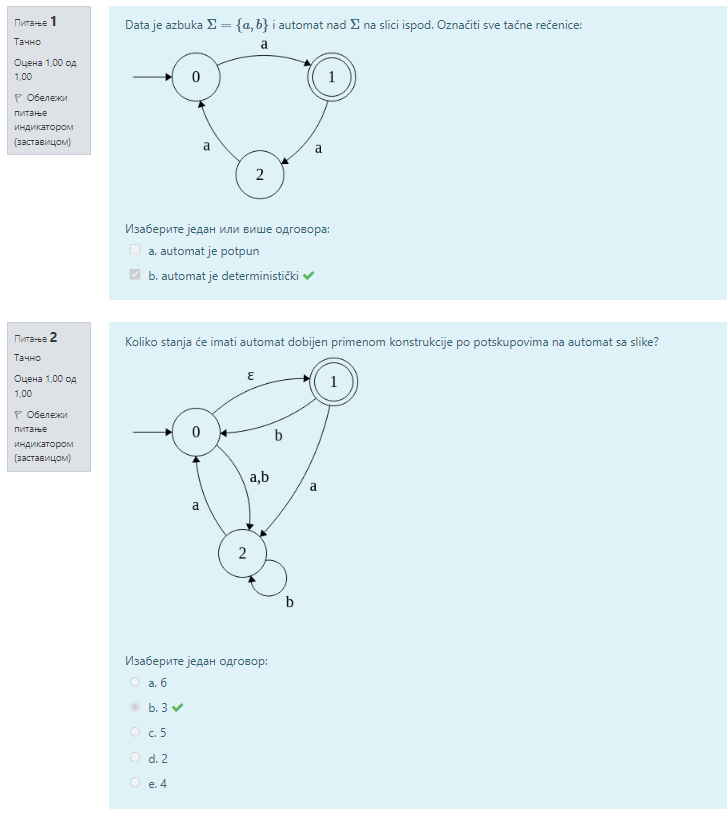 Питање 1
Тачно
Оцена 1,00 од
1,00
Обележи
питање
индикатором
(заставицом)
Data je azbuka Σ = {a, b} i automat nad Σ na slici ispod. Označiti sve tačne rečenice:
a
0
1
a
a
2
Изаберите један или више одговора:
a. automat je potpun
b. automat je deterministički
Питање 2
Тачно
Оцена 1,00 од
1,00
Обележи
питање
индикатором
(заставицом)
Koliko stanja će imati automat dobijen primenom konstrukcije po potskupovima na automat sa slike?
ε
1
0
b
a,b
a
a
2
b
Изаберите један одговор:
a. 6
b. 3
c. 5
d. 2
e. 4